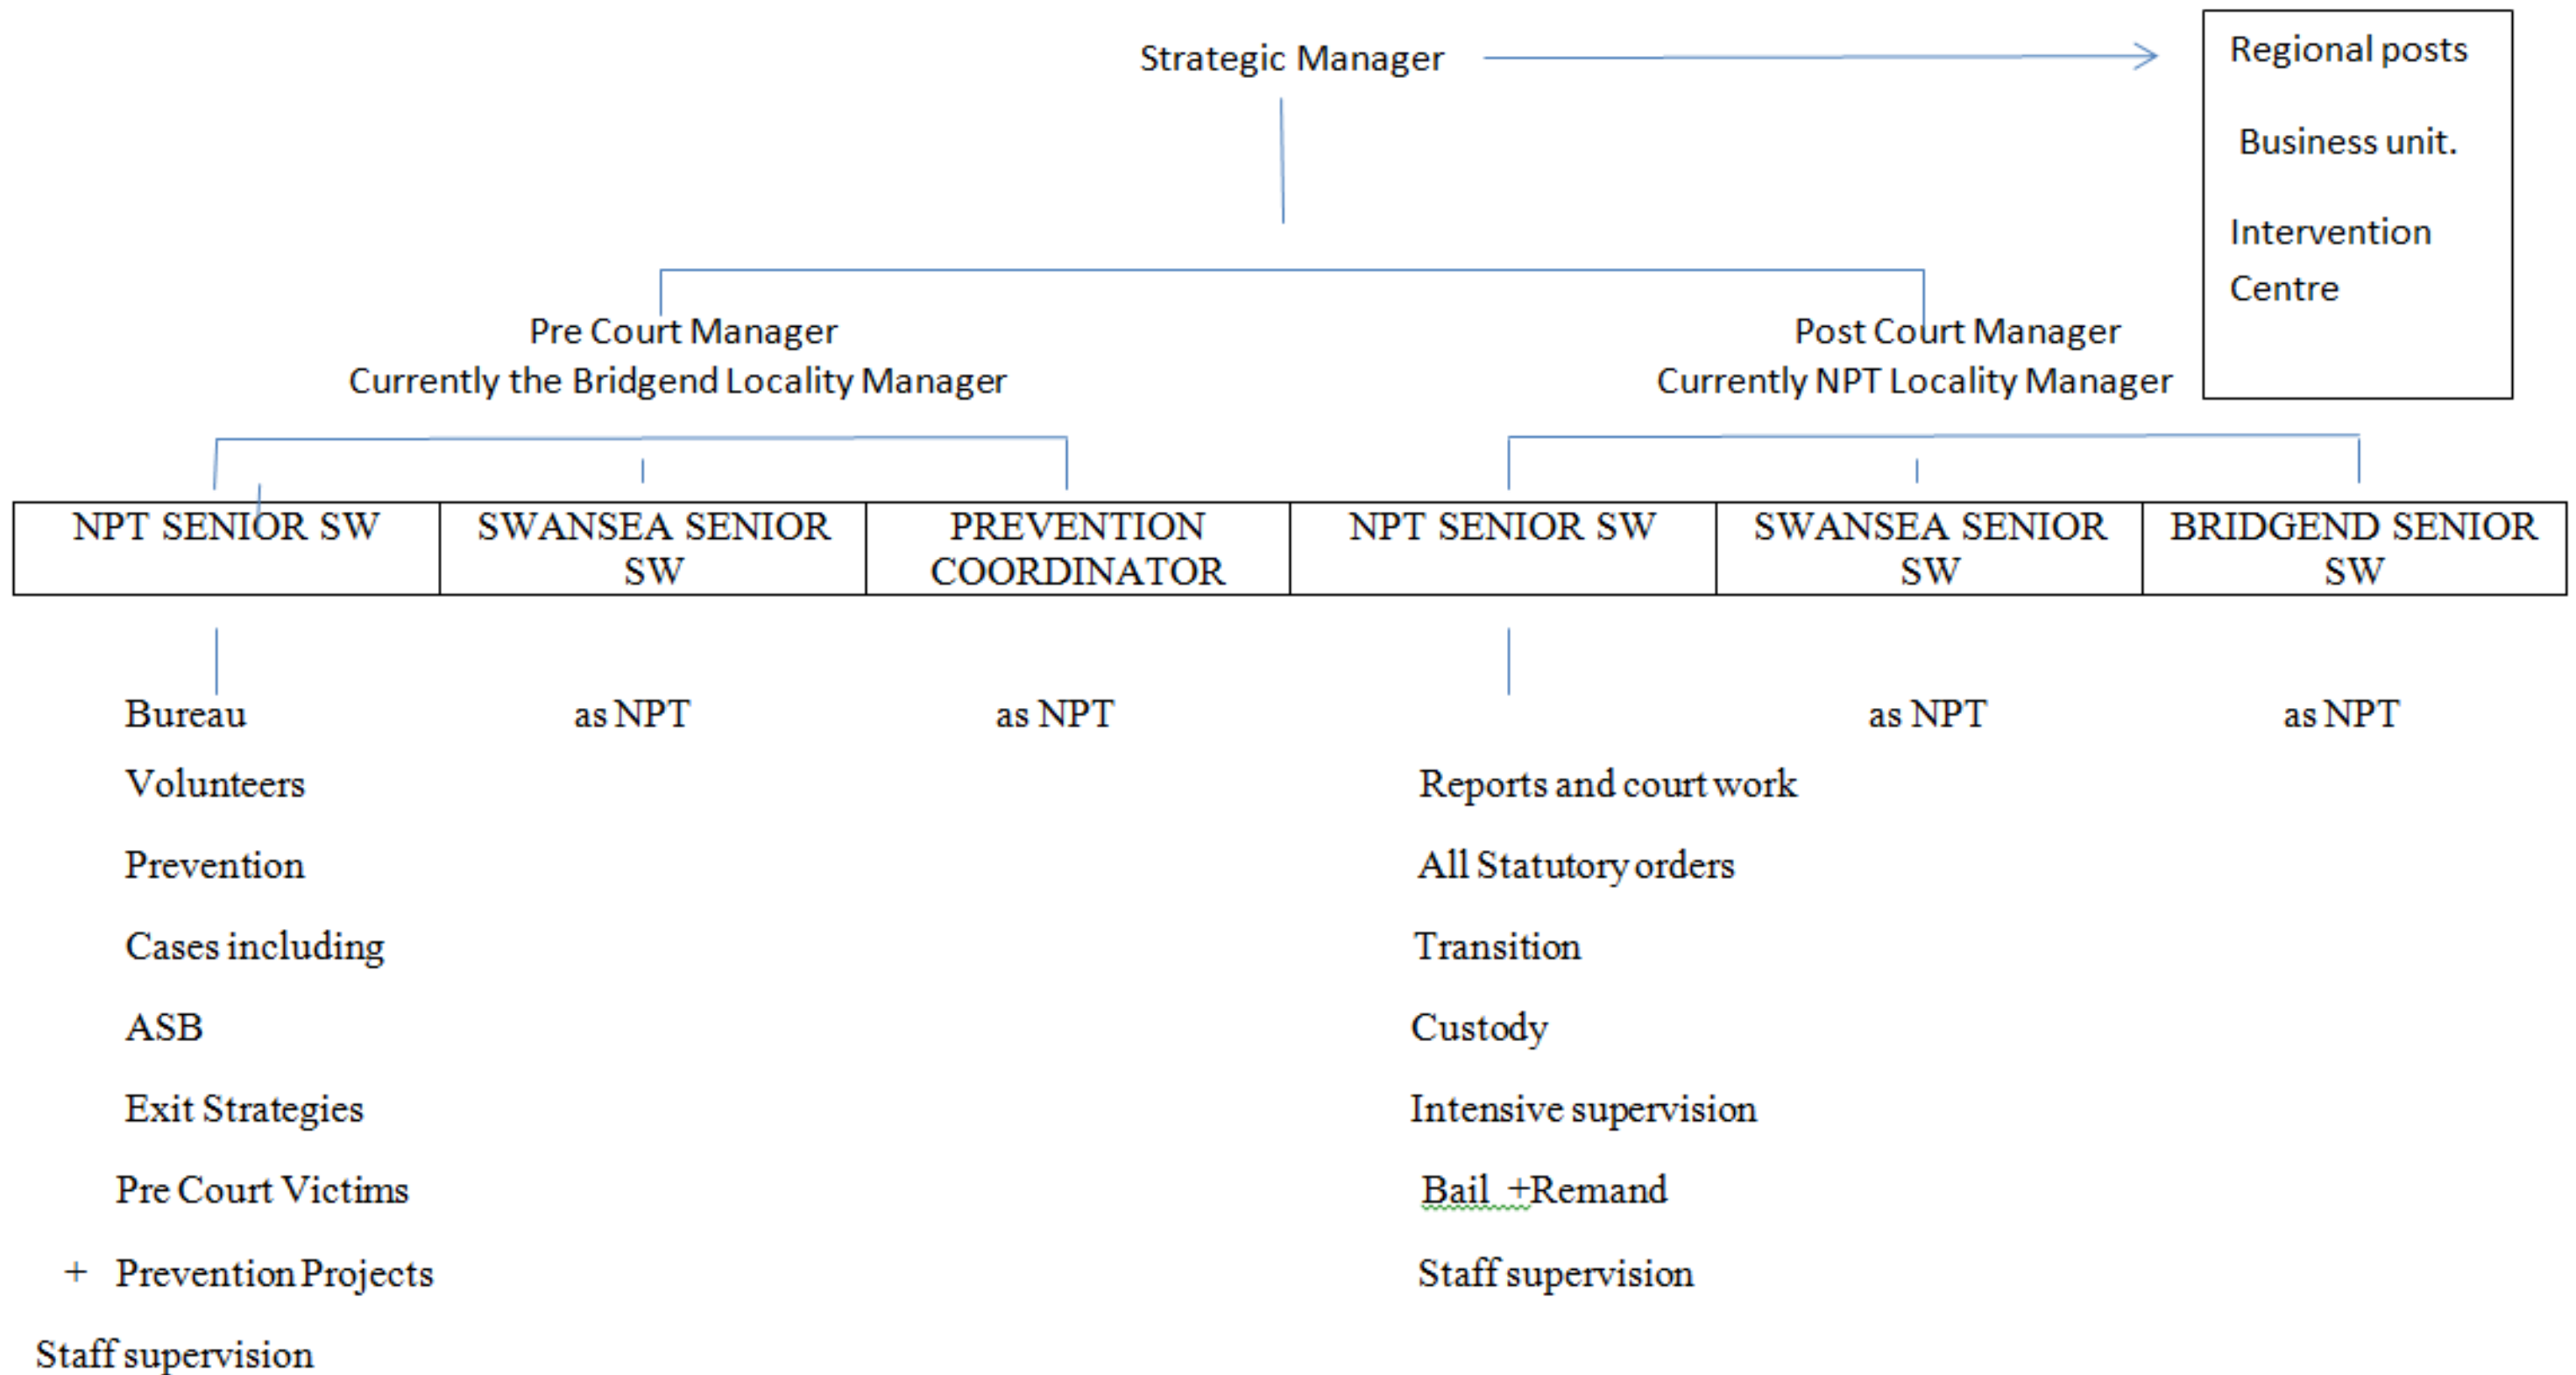 Strategic Manager
Regional posts
Business unit.
Intervention
Centre
Pre Court Manager
Currently the Bridgend Locality Manager
Post Court Manager
Currently NPT Locality Manager
NPT SENIOR SW
SWANSEA SENIOR
SW
PREVENTION
COORDINATOR
NPT SENIOR SW
SWANSEA SENIOR
SW
BRIDGEND SENIOR
SW
Bureau
as NPT
as NPT
as NPT
as NPT
Volunteers
Reports and court work
Prevention
All Statutory orders
Cases including
Transition
ASB
Custody
Exit Strategies
Intensive supervision
Pre Court Victims
Bail +Remand
+ Prevention Projects
Staff supervision
Staff supervision